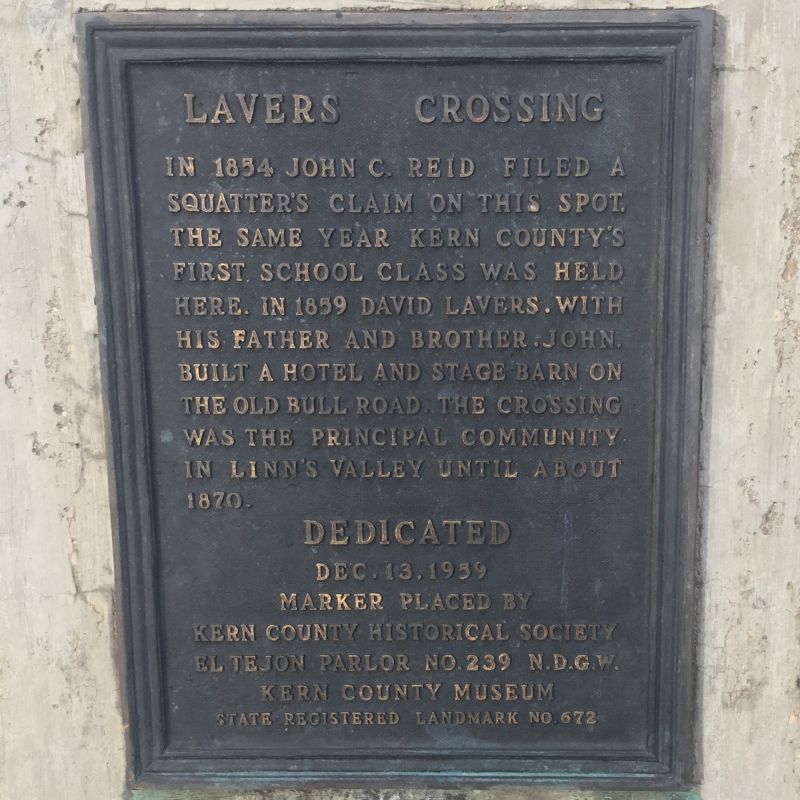 LAVERS CROSSING
IN 1854 JOHN C. REID FILED A
SQUATTER'S CLAIM ON THIS SPOT.
THE SAME YEAR KERN COUNTY'S
FIRST SCHOOL CLASS WAS HELD
HERE. IN 1859 DAVID LAVERS, WITH
HIS FATHER AND BROTHER, JOHN,
BUILT A HOTEL AND STAGE BARN ON
THE OLD BULL ROAD. THE CROSSING
WAS THE PRINCIPAL COMMUNITY
IN LINN'S VALLEY UNTIL ABOUT
1870.
DEDICATED
DEC. 13, 1959
MARKER PLACED BY
KERN COUNTY HISTORICAL SOCIETY
EL TEJON PARLOR NO. 239 N.D.G.W.
KERN COUNTY MUSEUM
STATE REGISTERED LANDMARK NO. 672